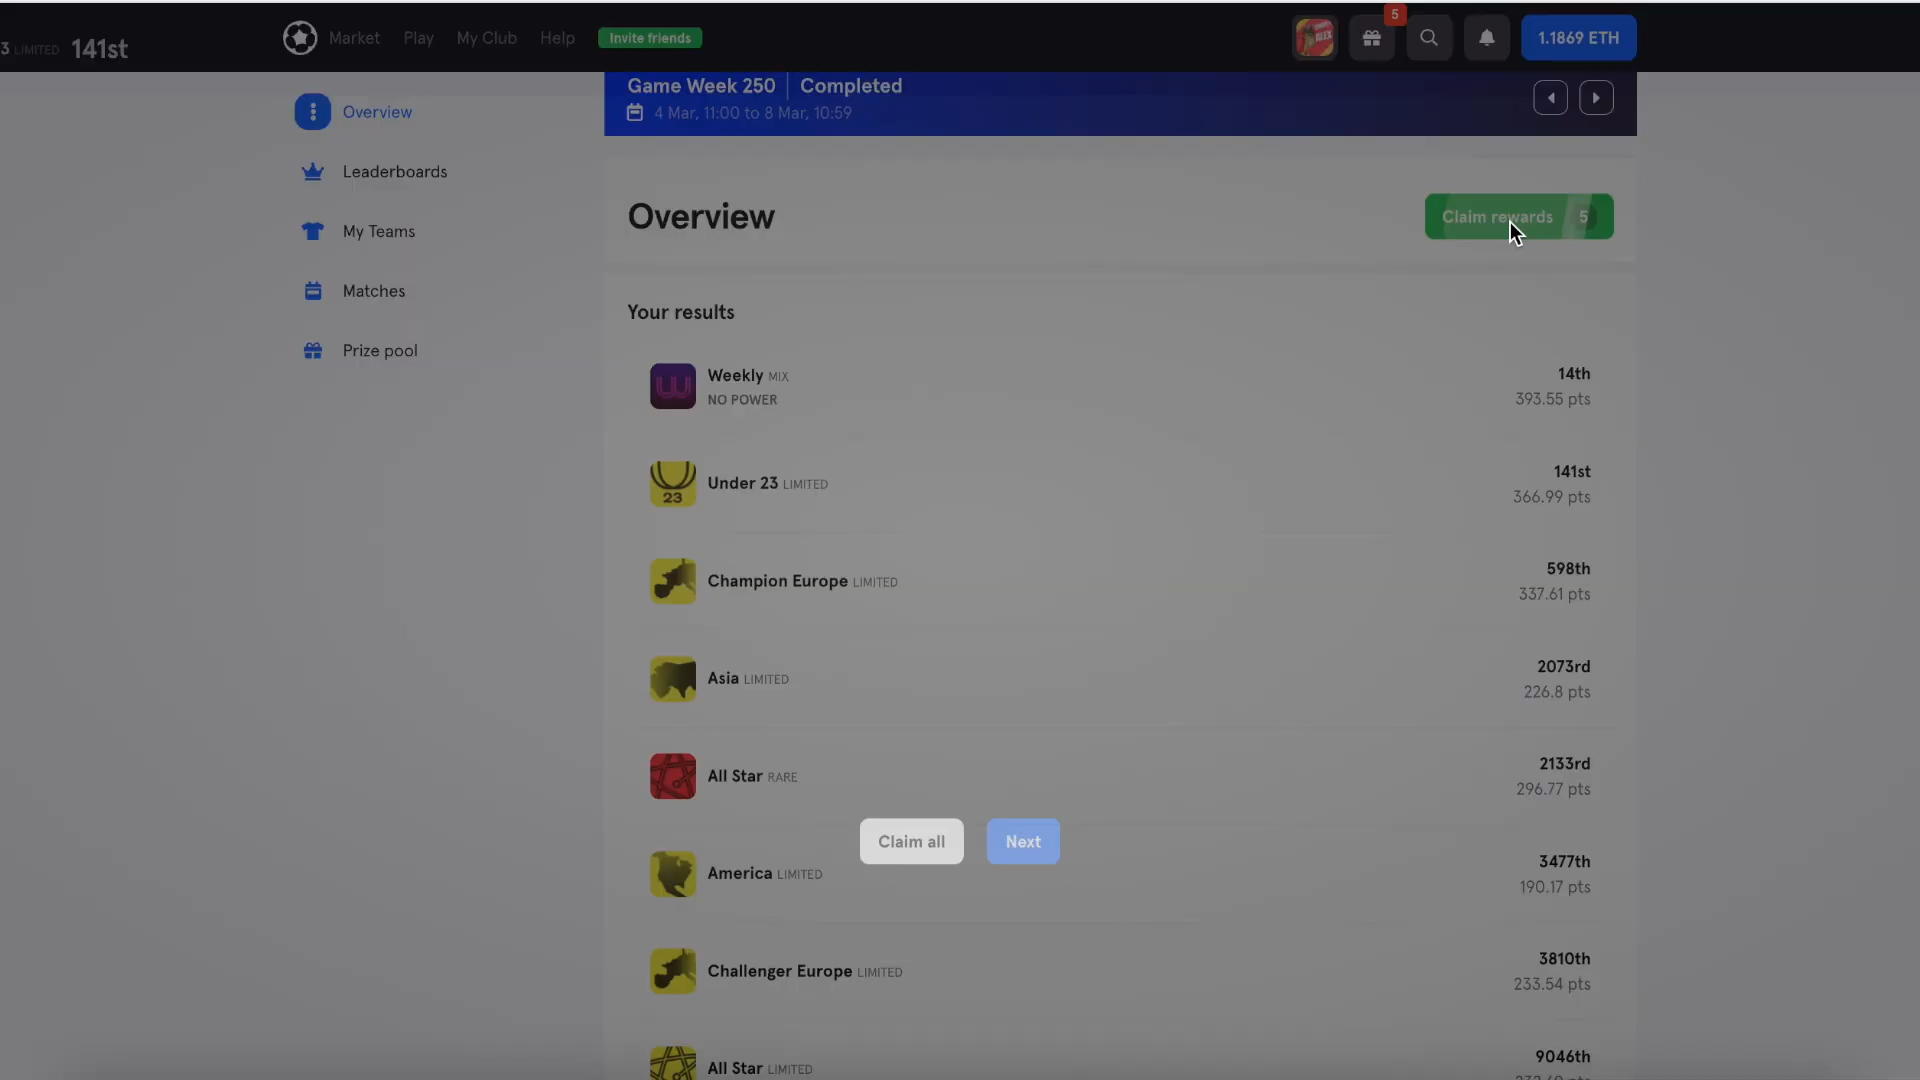 3 LIMITED 141st
Market Play My Club Help Invite friends
5
1.1869 ETH
Game Week 250 Completed
4 Mar, 11:00 to 8 Mar, 10:59
Overview
Leaderboards
My Teams
Matches
Prize pool
Overview
Claim rewards 5
Your results
Weekly MIX
NO POWER
14th
393.55 pts
23
Under 23 LIMITED
141st
366.99 pts
Champion Europe LIMITED
598th
337.61 pts
Asia LIMITED
2073rd
226.8 pts
All Star RARE
2133rd
296.77 pts
Claim all Next
America LIMITED
3477th
190.17 pts
Challenger Europe LIMITED
3810th
233.54 pts
All Star LIMITED
9046th